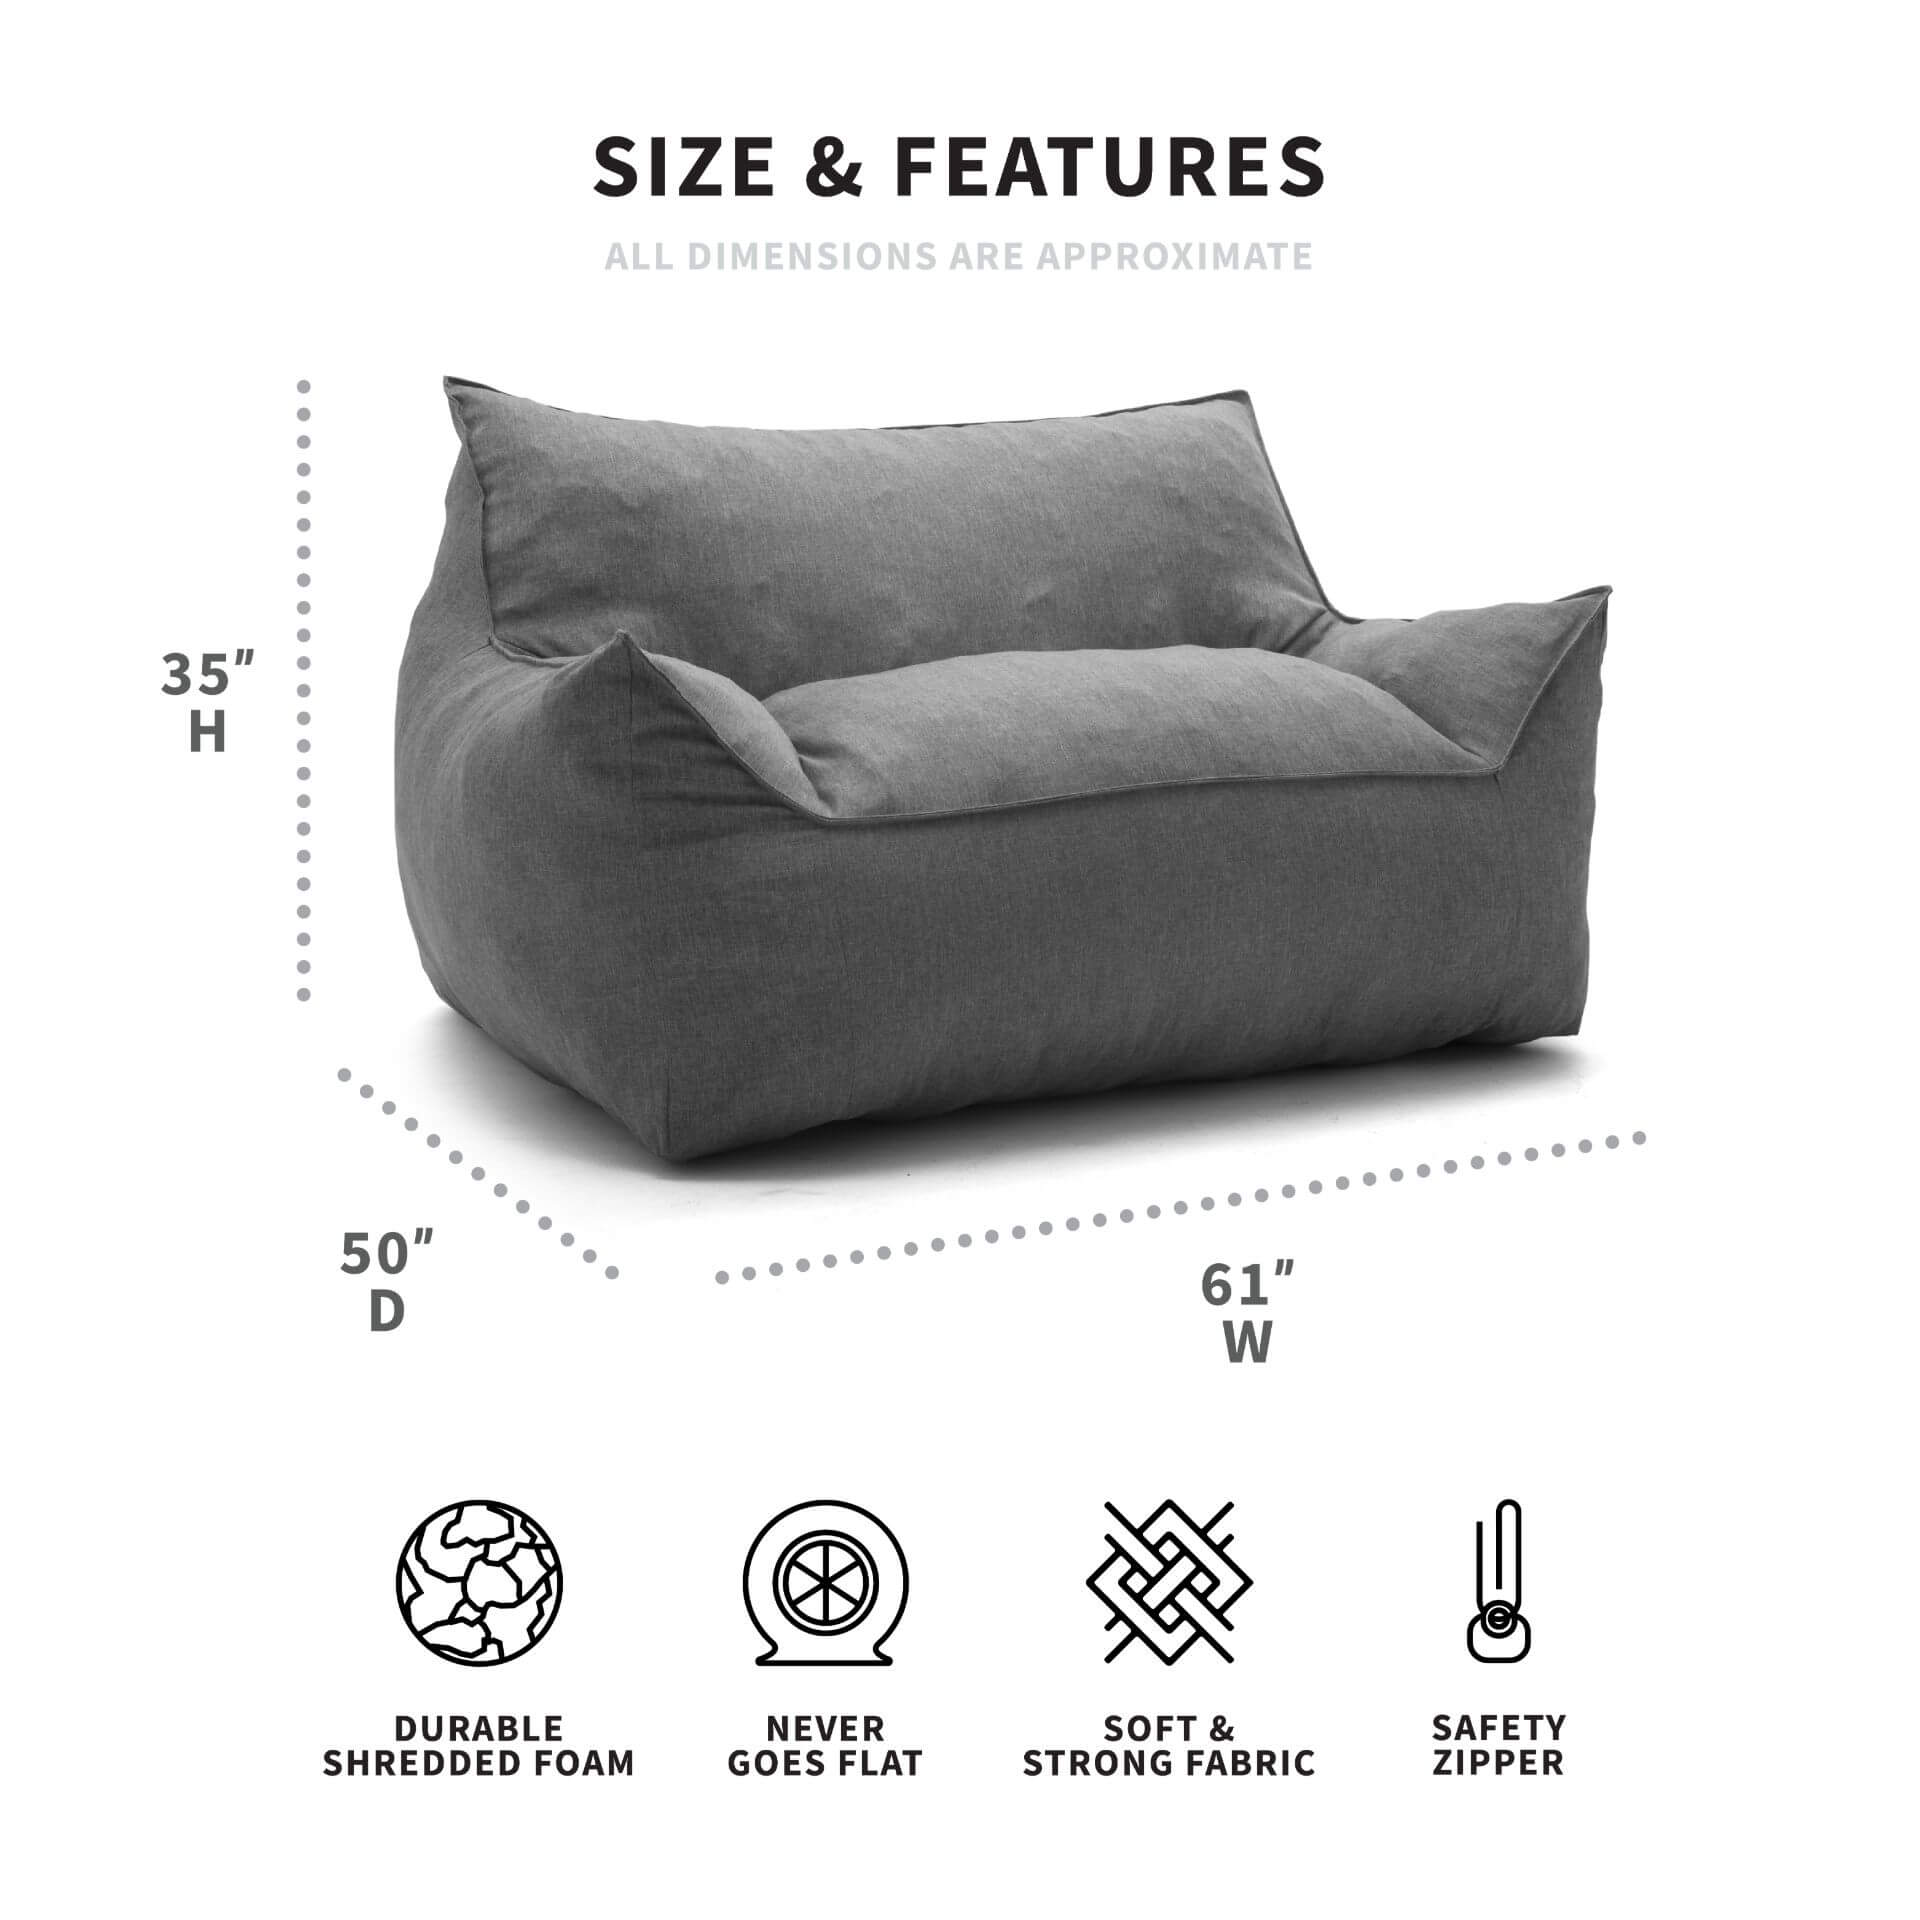 SIZE & FEATURES
ALL DIMENSIONS ARE APPROXIMATE
35"
H
50"
D
61"
W
DURABLE
SHREDDED FOAM
NEVER
GOES FLAT
SOFT &
STRONG FABRIC
SAFETY
ZIPPER